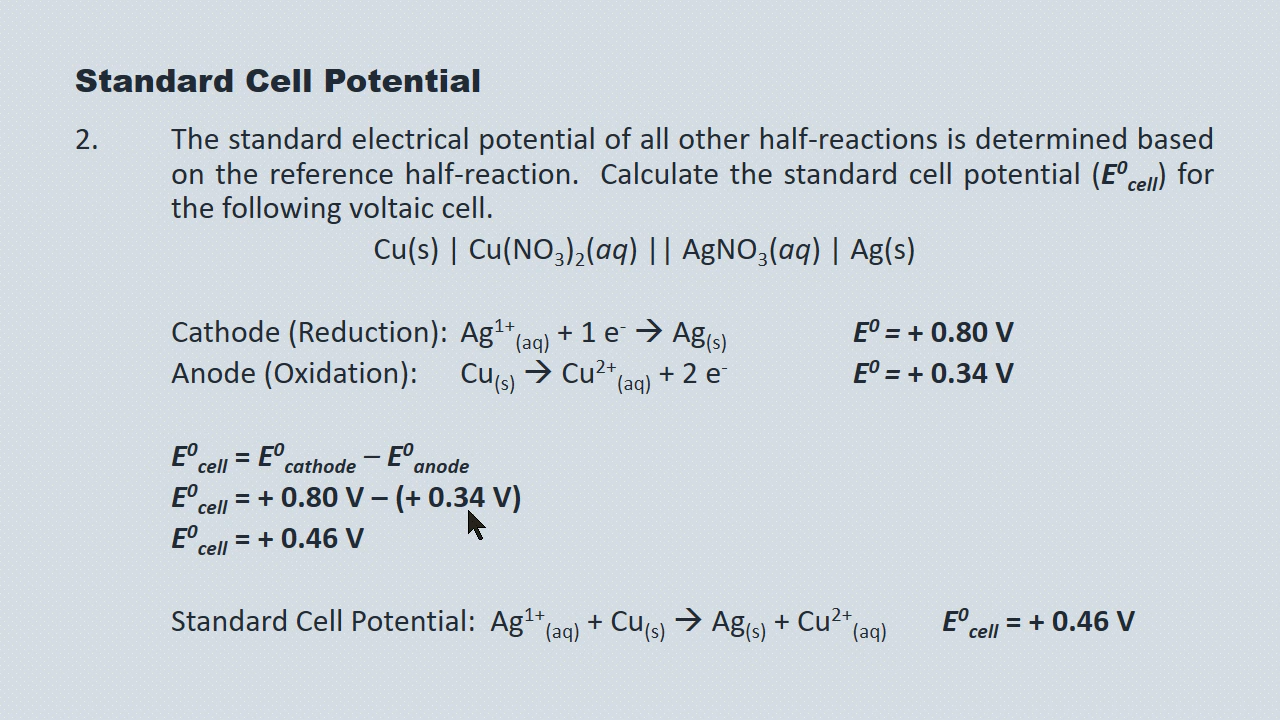 Standard Cell Potential
2. The standard electrical potential of all other half-reactions is determined based
on the reference half-reaction. Calculate the standard cell potential (E⁰cell) for
the following voltaic cell.
Cu(s) | Cu(NO₃)₂(aq) || AgNO₃(aq) | Ag(s)
Cathode (Reduction): Ag¹⁺(aq) + 1 e⁻ → Ag(s) E⁰ = + 0.80 V
Anode (Oxidation): Cu(s) → Cu²⁺(aq) + 2 e⁻ E⁰ = + 0.34 V
E⁰cell = E⁰cathode – E⁰anode
E⁰cell = + 0.80 V – (+ 0.34 V)
E⁰cell = + 0.46 V
Standard Cell Potential: Ag¹⁺(aq) + Cu(s) → Ag(s) + Cu²⁺(aq) E⁰cell = + 0.46 V